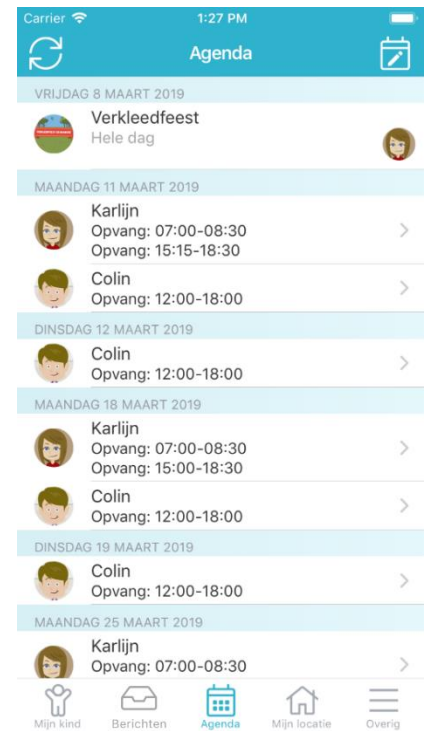 Carrier 1:27 PM
Agenda
VRIJDAG 8 MAART 2019
Verkleedfeest
Hele dag
MAANDAG 11 MAART 2019
Karlijn
Opvang: 07:00-08:30
Opvang: 15:15-18:30
Colin
Opvang: 12:00-18:00
DINSDAG 12 MAART 2019
Colin
Opvang: 12:00-18:00
MAANDAG 18 MAART 2019
Karlijn
Opvang: 07:00-08:30
Opvang: 15:00-18:30
Colin
Opvang: 12:00-18:00
DINSDAG 19 MAART 2019
Colin
Opvang: 12:00-18:00
MAANDAG 25 MAART 2019
Karlijn
Opvang: 07:00-08:30
Mijn kind Berichten Agenda Mijn locatie Overig